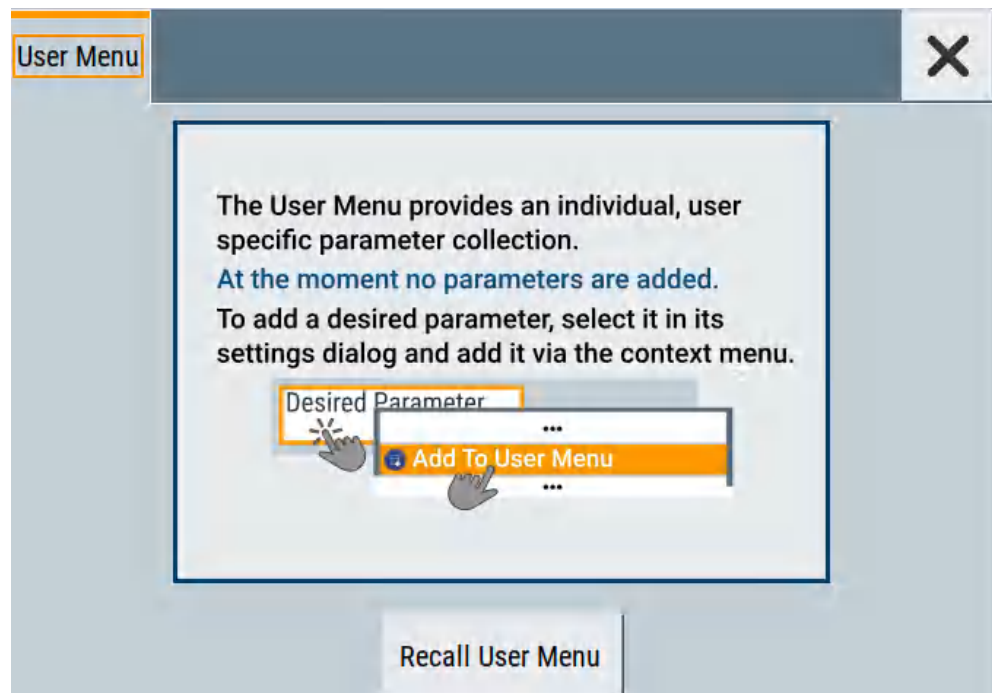 User Menu
The User Menu provides an individual, user
specific parameter collection.
At the moment no parameters are added.
To add a desired parameter, select it in its
settings dialog and add it via the context menu.
Desired Parameter
...
Add To User Menu
...
Recall User Menu